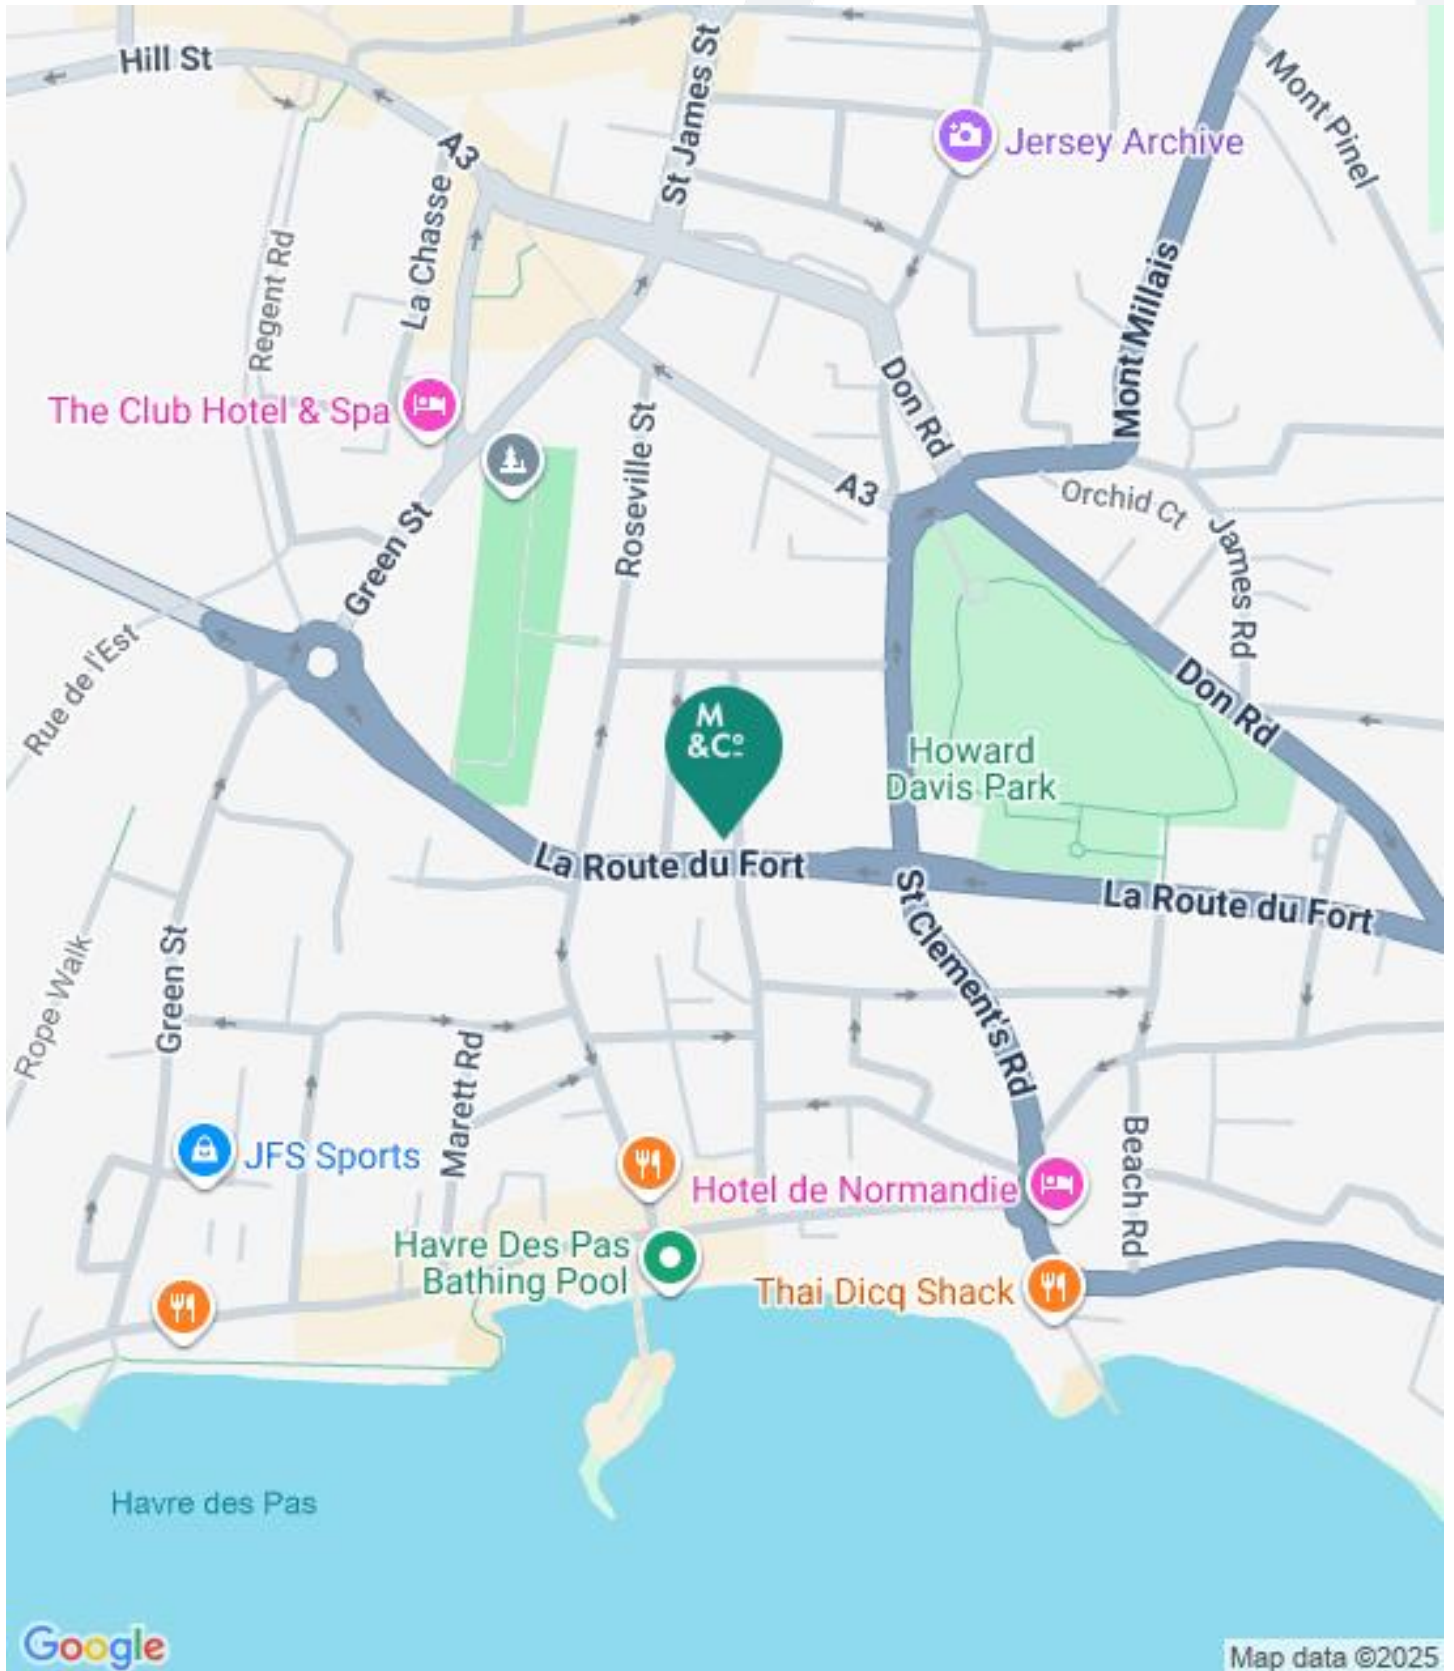 Hill St
St James St
Mont Pinel
A3
Jersey Archive
La Chasse
Regent Rd
Mont Millais
The Club Hotel & Spa
Don Rd
Roseville St
A3
Orchid Ct
Green St
James Rd
Rue de l'Est
Don Rd
M
&Cº
Howard
Davis Park
La Route du Fort
La Route du Fort
St Clement's Rd
Rope Walk
Green St
Marett Rd
JFS Sports
Beach Rd
Hotel de Normandie
Havre Des Pas
Bathing Pool
Thai Dicq Shack
Havre des Pas
Google
Map data ©2025